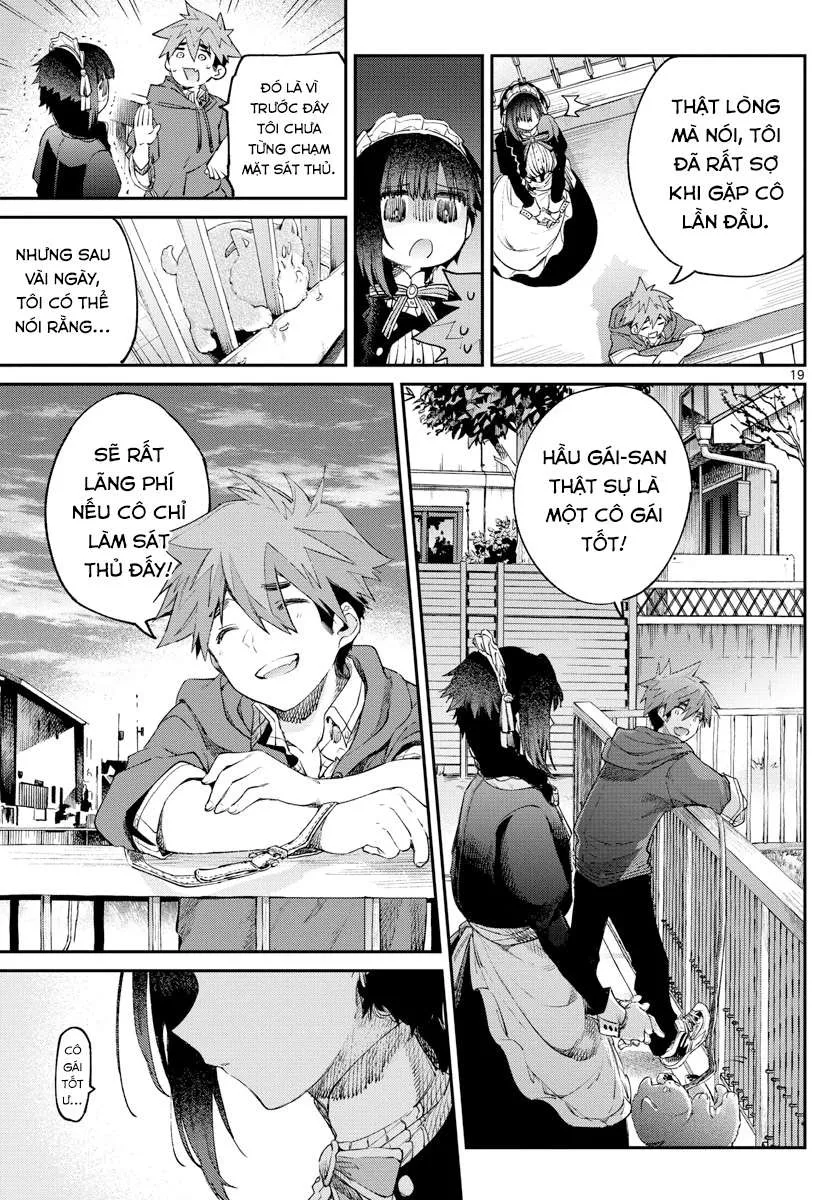 THẬT LÒNG
MÀ NÓI, TÔI
ĐÃ RẤT SỢ
KHI GẶP CÔ
LẦN ĐẦU.
ĐÓ LÀ VÌ
TRƯỚC ĐÂY
TÔI CHƯA
TỪNG CHẠM
MẶT SÁT THỦ.
NHƯNG SAU
VÀI NGÀY,
TÔI CÓ THỂ
NÓI RẰNG...
19
HẦU GÁI-SAN
THẬT SỰ LÀ
MỘT CÔ GÁI
TỐT!
SẼ RẤT
LÃNG PHÍ
NẾU CÔ CHỈ
LÀM SÁT
THỦ ĐẤY!
CÔ
GÁI
TỐT
Ư...